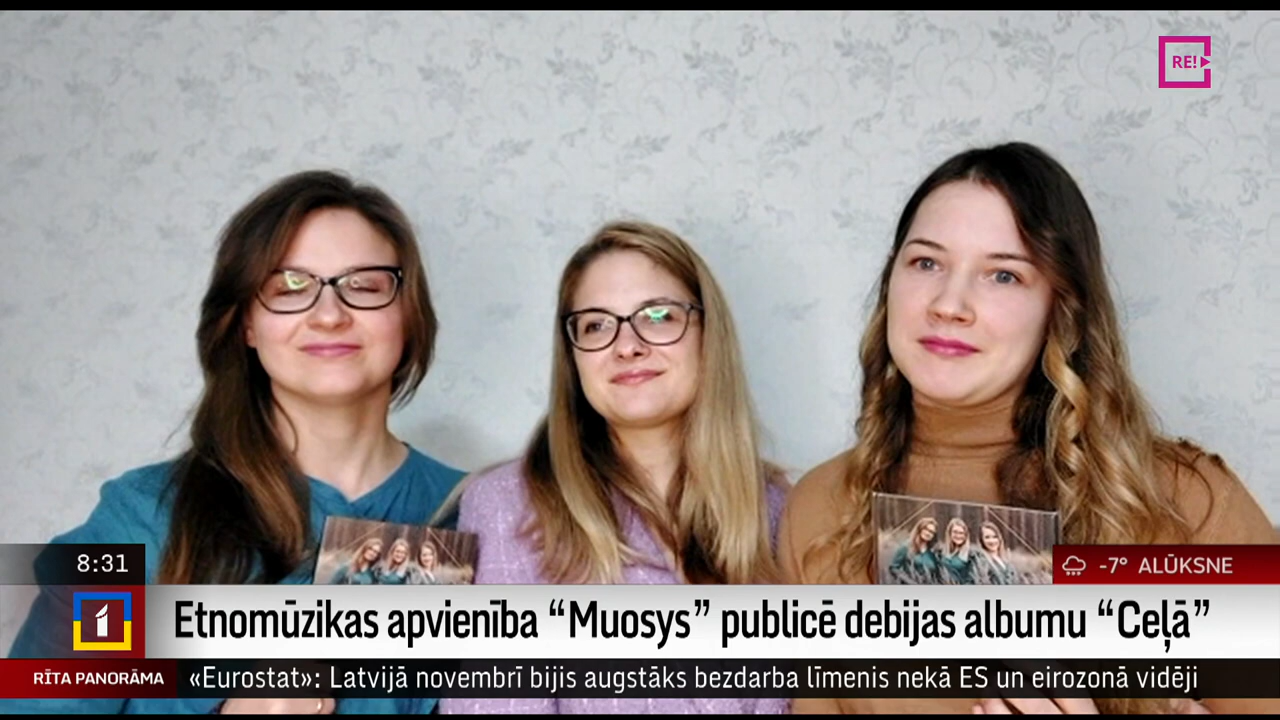 RE!
8:31
-7° ALŪKSNE
1
Etnomūzikas apvienība “Muosys” publicē debijas albumu “Ceļā”
RĪTA PANORĀMA
«Eurostat»: Latvijā novembrī bijis augstāks bezdarba līmenis nekā ES un eirozonā vidēji